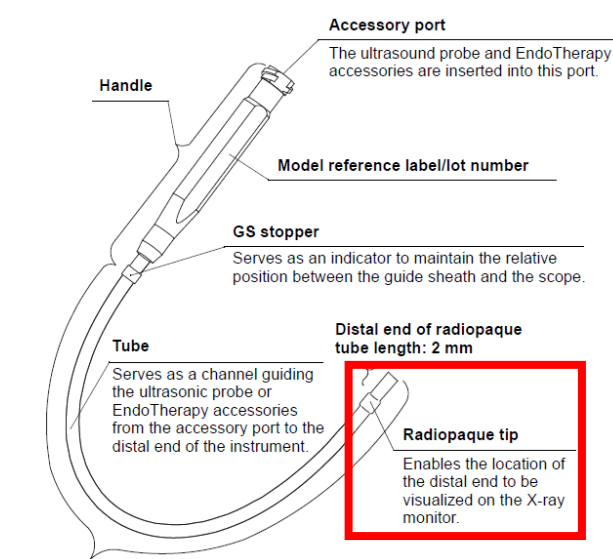 Accessory port
The ultrasound probe and EndoTherapy
accessories are inserted into this port.
Handle
Model reference label/lot number
GS stopper
Serves as an indicator to maintain the relative
position between the guide sheath and the scope.
Distal end of radiopaque
tube length: 2 mm
Tube
Serves as a channel guiding
the ultrasonic probe or
EndoTherapy accessories
from the accessory port to the
distal end of the instrument.
Radiopaque tip
Enables the location of
the distal end to be
visualized on the X-ray
monitor.